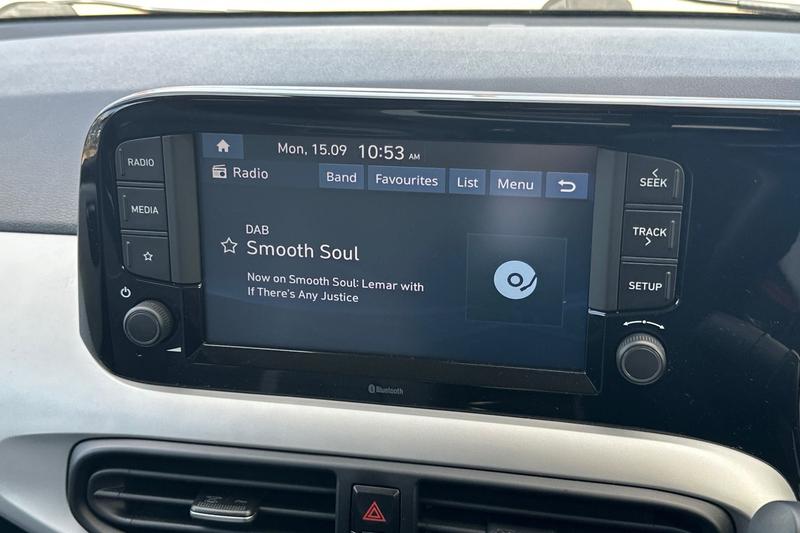 Mon, 15.09 10:53 AM
Radio
Band Favourites List Menu
DAB
Smooth Soul
Now on Smooth Soul: Lemar with
If There's Any Justice
RADIO
MEDIA
SEEK
TRACK
SETUP
Bluetooth